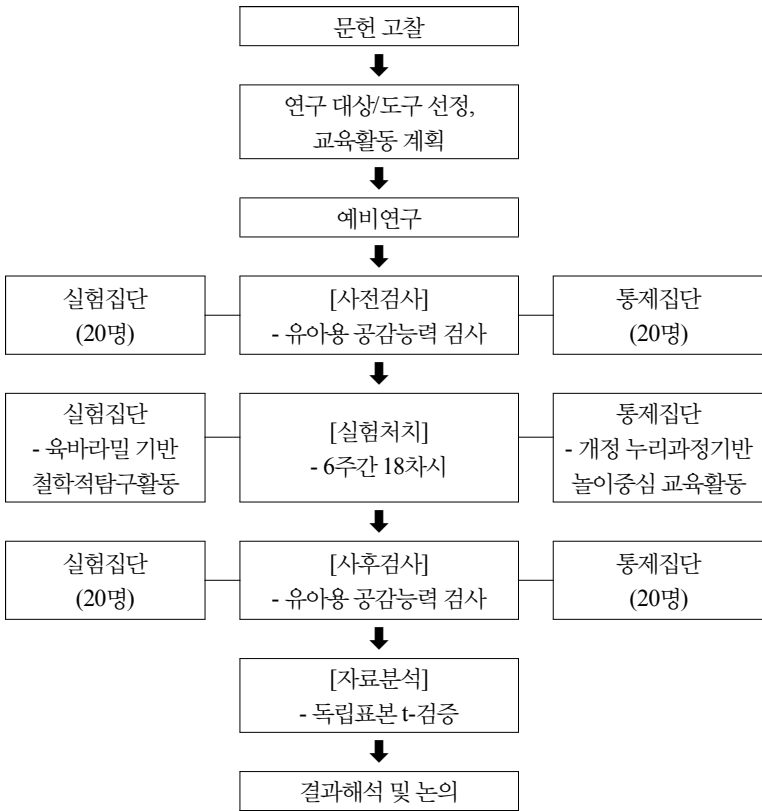 문헌 고찰
연구 대상/도구 선정,
교육활동 계획
예비연구
실험집단
(20명)
[사전검사]
- 유아용 공감능력 검사
통제집단
(20명)
실험집단
- 육바라밀 기반
철학적탐구활동
[실험처치]
- 6주간 18차시
통제집단
- 개정 누리과정기반
놀이중심 교육활동
실험집단
(20명)
[사후검사]
- 유아용 공감능력 검사
통제집단
(20명)
[자료분석]
- 독립표본 t-검증
결과해석 및 논의